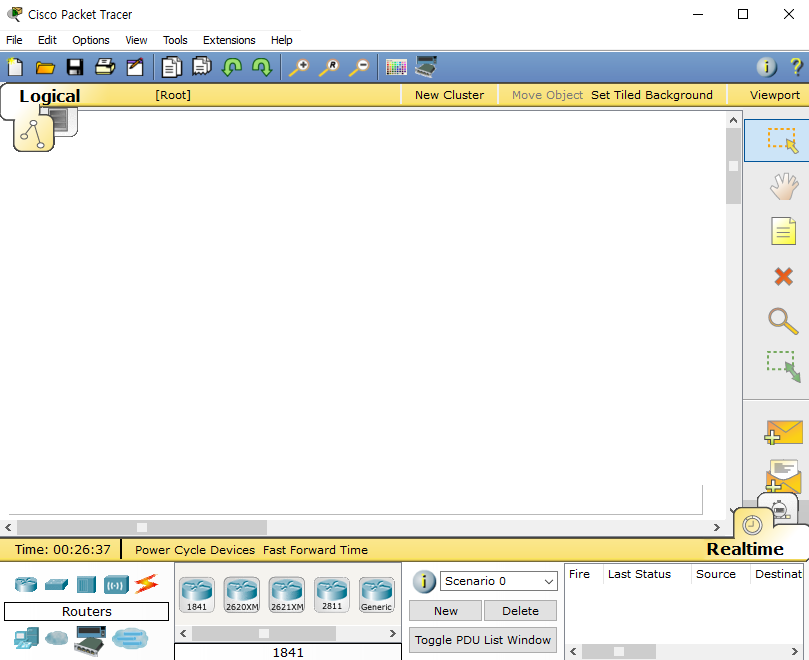 Cisco Packet Tracer
File Edit Options View Tools Extensions Help
Logical [Root] New Cluster Move Object Set Tiled Background Viewport
Time: 00:26:37 Power Cycle Devices Fast Forward Time Realtime
Routers
1841 2620XM 2621XM 2811 Generic
1841
Scenario 0
New Delete
Toggle PDU List Window
Fire Last Status Source Destinat